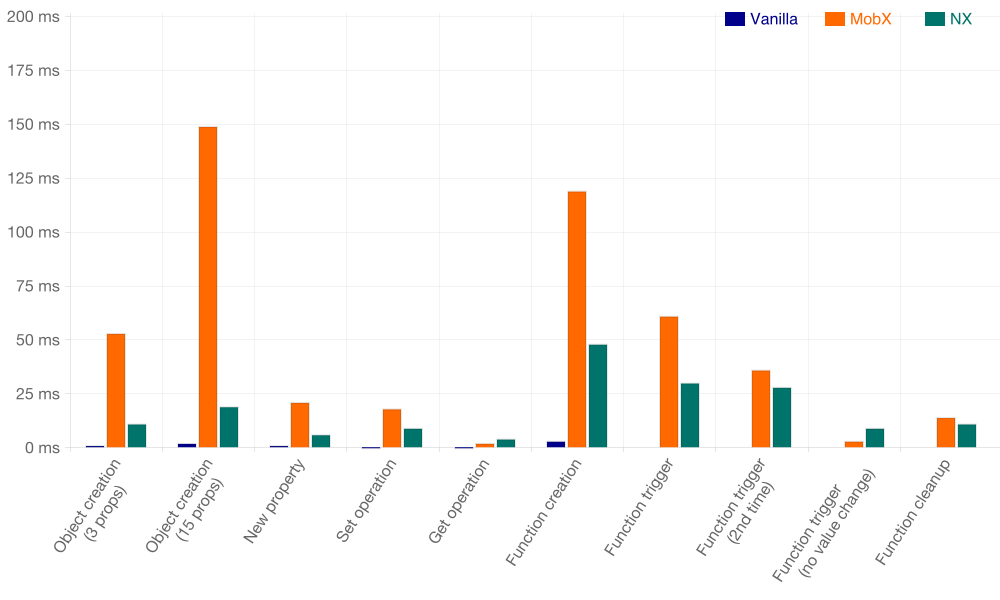 Vanilla
MobX
NX
200 ms
175 ms
150 ms
125 ms
100 ms
75 ms
50 ms
25 ms
0 ms
Object creation
(3 props)
Object creation
(15 props)
New property
Set operation
Get operation
Function creation
Function trigger
Function trigger
(2nd time)
Function trigger
(no value change)
Function cleanup